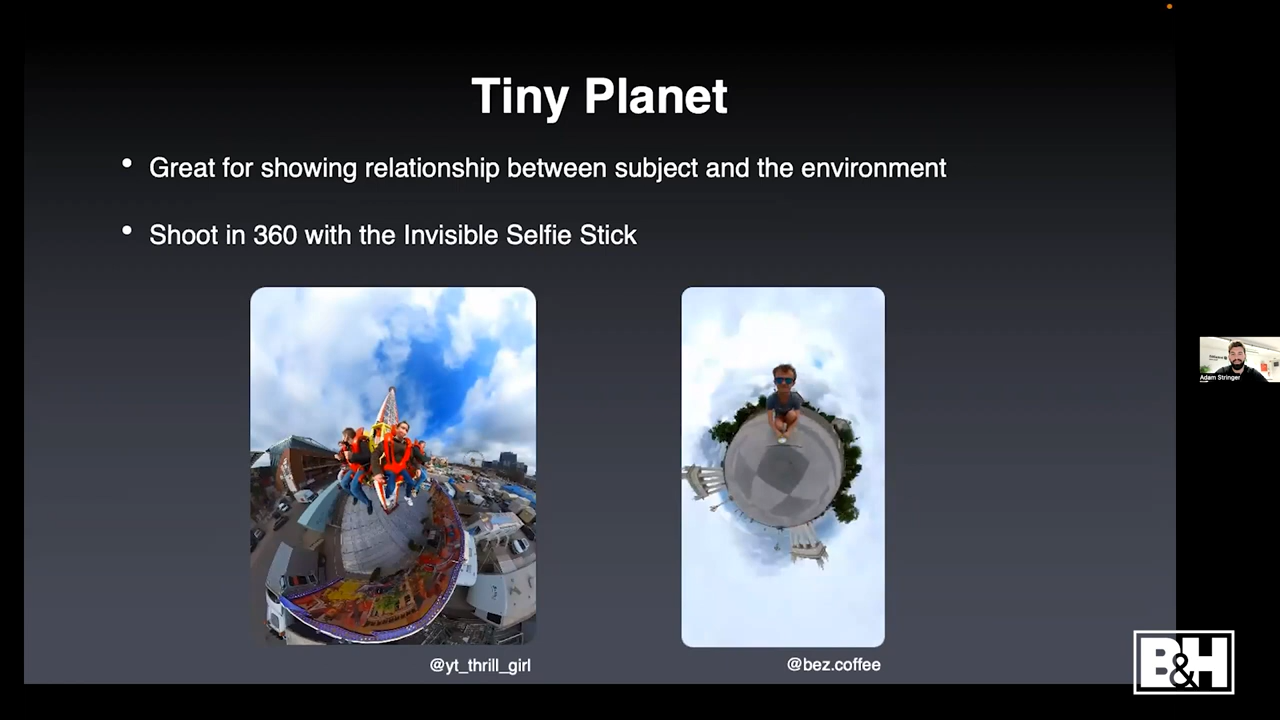 Tiny Planet
• Great for showing relationship between subject and the environment
• Shoot in 360 with the Invisible Selfie Stick
Adam Stringer
@yt_thrill_girl
@bez.coffee
B&H